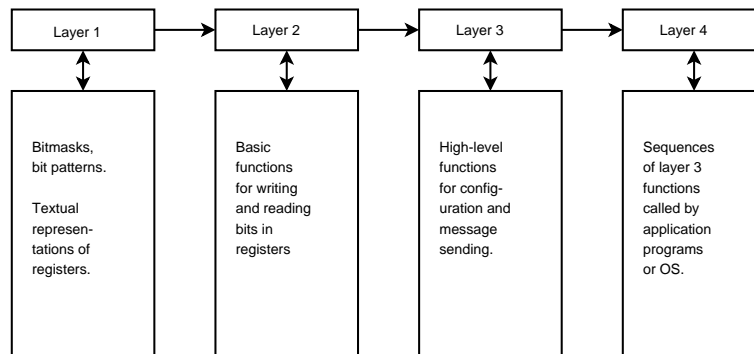 Layer 1
Layer 2
Layer 3
Layer 4
Bitmasks,
bit patterns.
Textual
represen-
tations of
registers.
Basic
functions
for writing
and reading
bits in
registers
High-level
functions
for config-
uration and
message
sending.
Sequences
of layer 3
functions
called by
application
programs
or OS.